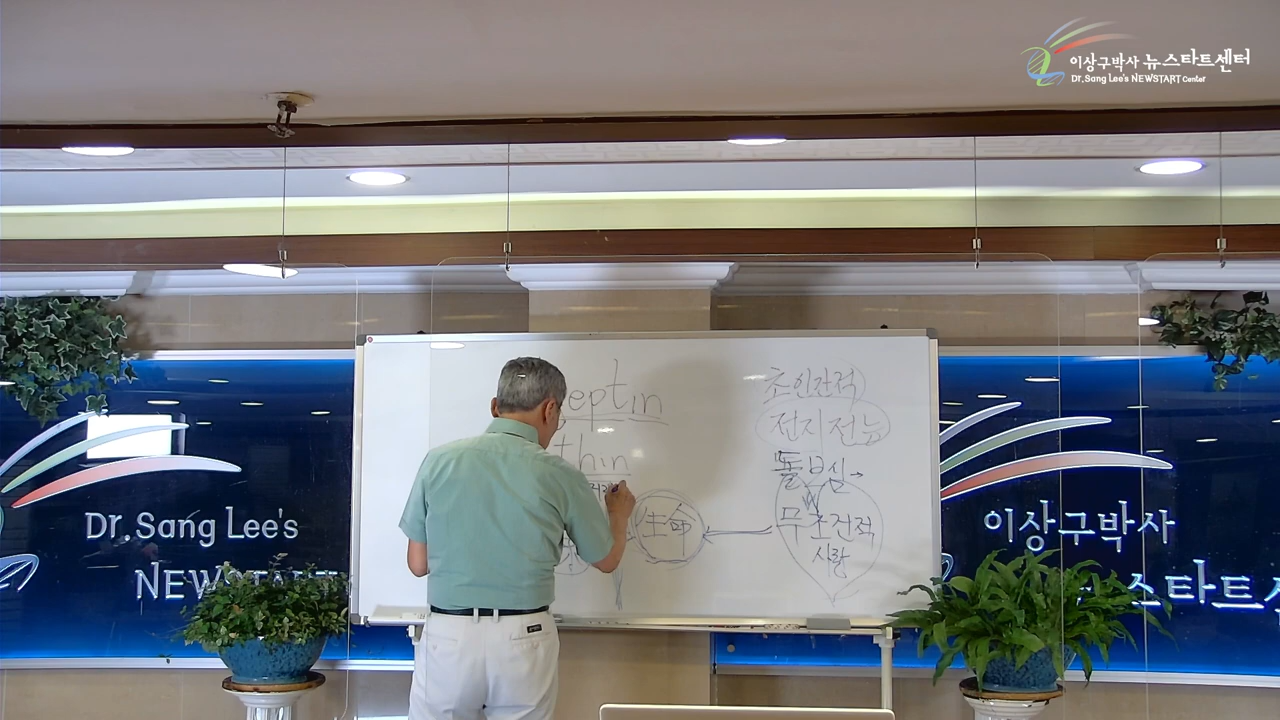 이상구박사 뉴스타트센터
Dr. Sang Lee's NEWSTART Center
eptin
thin
초인간적
전지전능
돌보심→
무조건적
사랑
生命
Dr. Sang Lee's
이상구박사
스타트